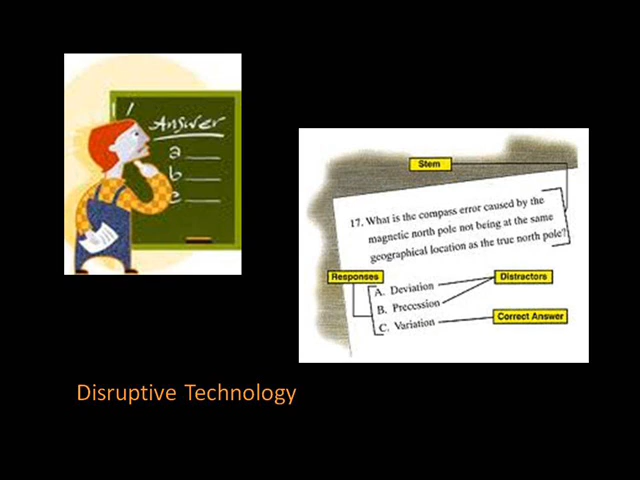 Answer
a
b
c
Stem
17. What is the compass error caused by the
magnetic north pole not being at the same
geographical location as the true north pole?
Responses
A. Deviation
B. Precession
C. Variation
Distractors
Correct Answer
Disruptive Technology